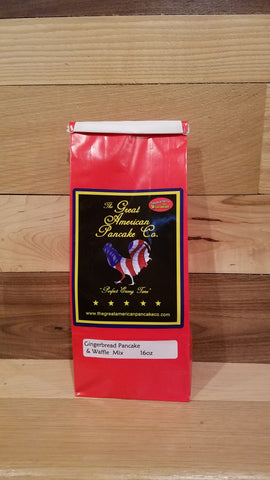 The
Great
American
Pancake Co.
"Perfect Every Time"
www.thegreatamericanpancakeco.com
Gingerbread Pancake
& Waffle Mix 16oz